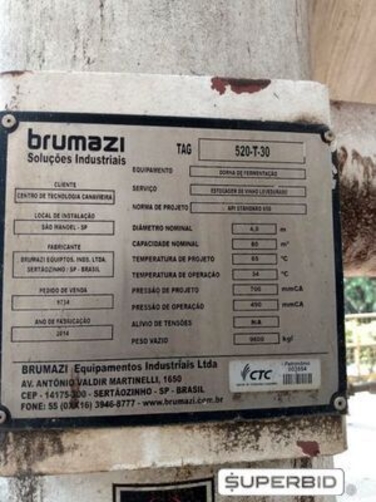 brumazi
Soluções Industriais
TAG 520-T-30
EQUIPAMENTO DORNA DE FERMENTAÇÃO
CLIENTE
CENTRO DE TECNOLOGIA CANAVIEIRA
SERVIÇO ESTOCAGEM DE VINHO LEVEDURADO
LOCAL DE INSTALAÇÃO
SÃO MANOEL - SP
NORMA DE PROJETO API STANDARD 650
FABRICANTE
BRUMAZI EQUIPTOS. INDS. LTDA.
SERTÃOZINHO - SP - BRASIL
PEDIDO DE VENDA
9734
ANO DE FABRICAÇÃO
2014
DIÂMETRO NOMINAL 4,0 m
CAPACIDADE NOMINAL 80 m³
TEMPERATURA DE PROJETO 65 °C
TEMPERATURA DE OPERAÇÃO 34 °C
PRESSÃO DE PROJETO 700 mmCA
PRESSÃO DE OPERAÇÃO 400 mmCA
ALÍVIO DE TENSÕES N/A
PESO VAZIO kgf
BRUMAZI Equipamentos Industriais Ltda
AV. ANTÔNIO VALDIR MARTINELLI, 1650
CEP - 14175-300 - SERTÃOZINHO - SP - BRASIL
FONE: 55 (0XX16) 3946-8777 - www.brumazi.com.br
CTC
Patrimônio
SUPERBID